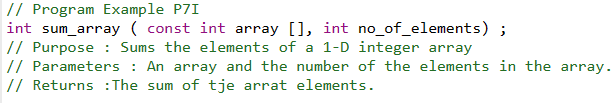 // Program Example P7I
int sum_array ( const int array [], int no_of_elements) ;
// Purpose : Sums the elements of a 1-D integer array
// Parameters : An array and the number of the elements in the array.
// Returns :The sum of tje arrat elements.